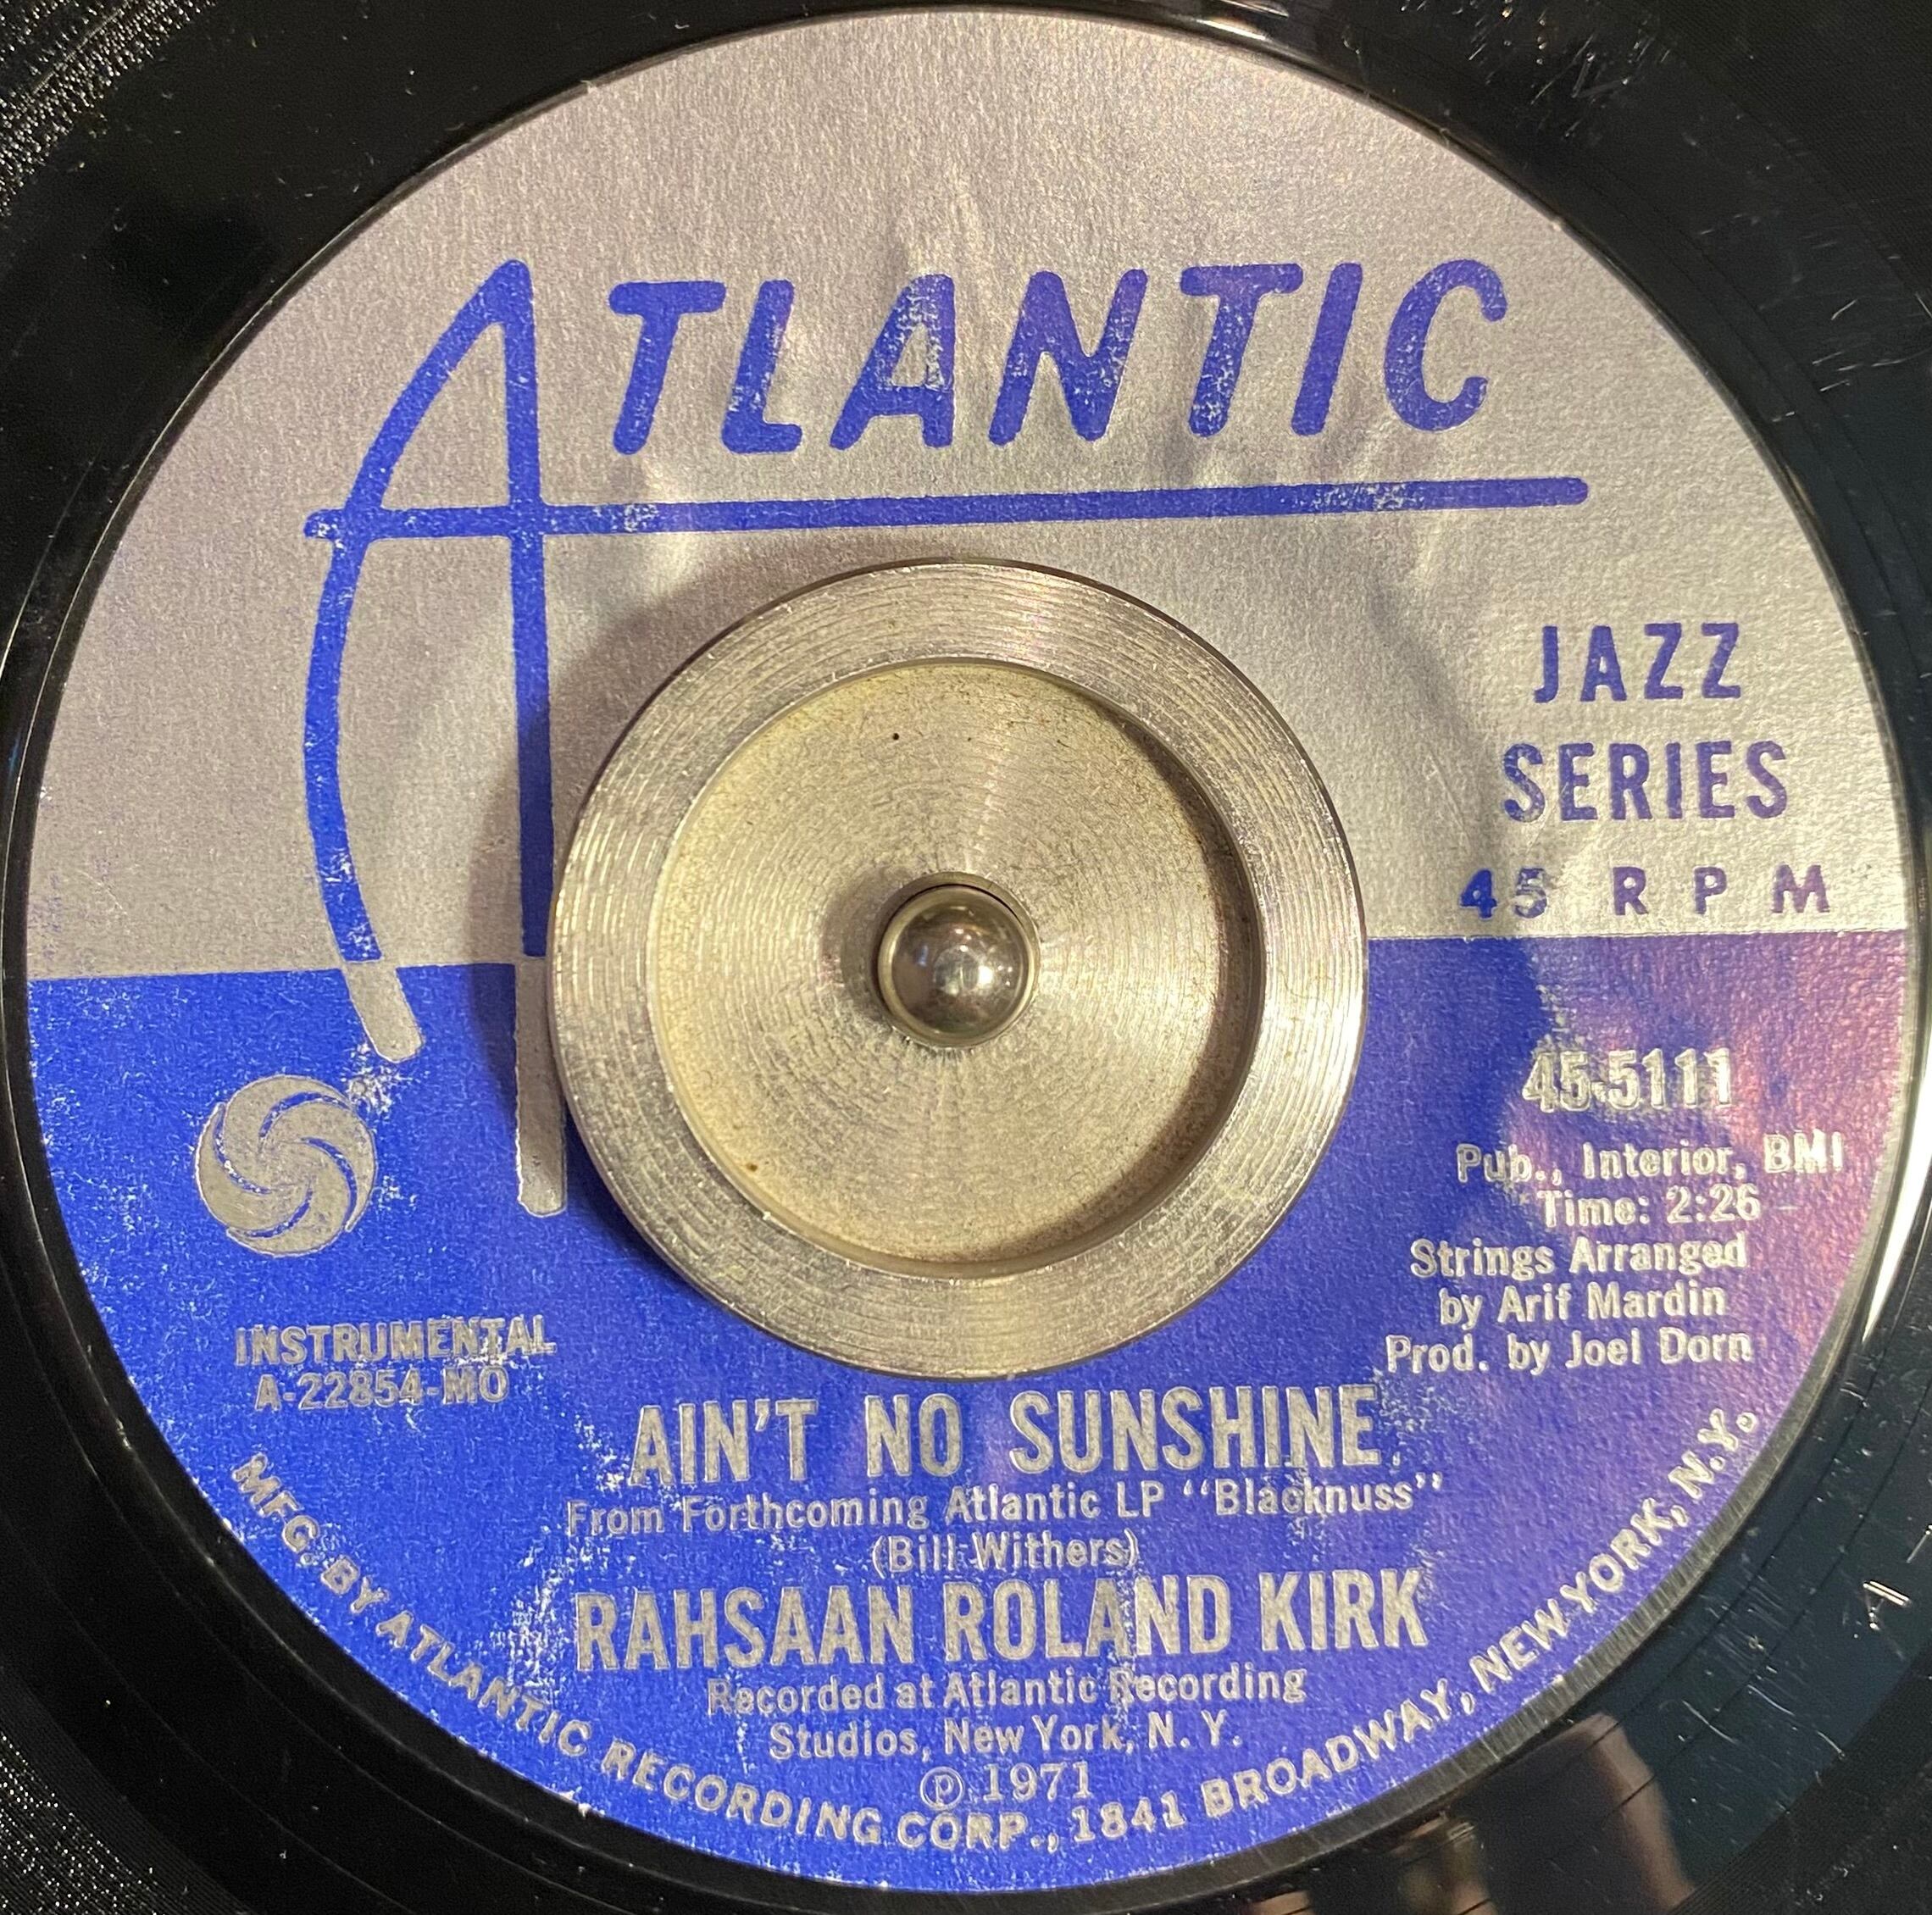 ATLANTIC
JAZZ
SERIES
45 RPM
45-5111
Pub., Interior, BMI
Time: 2:26
Strings Arranged
by Arif Mardin
Prod. by Joel Dorn
INSTRUMENTAL
A-22854-MO
AIN'T NO SUNSHINE
From Forthcoming Atlantic LP "Blacknuss"
(Bill Withers)
RAHSAAN ROLAND KIRK
Recorded at Atlantic Recording
Studios, New York, N. Y.
℗ 1971
MFG. BY ATLANTIC RECORDING CORP., 1841 BROADWAY, NEW YORK, N.Y.